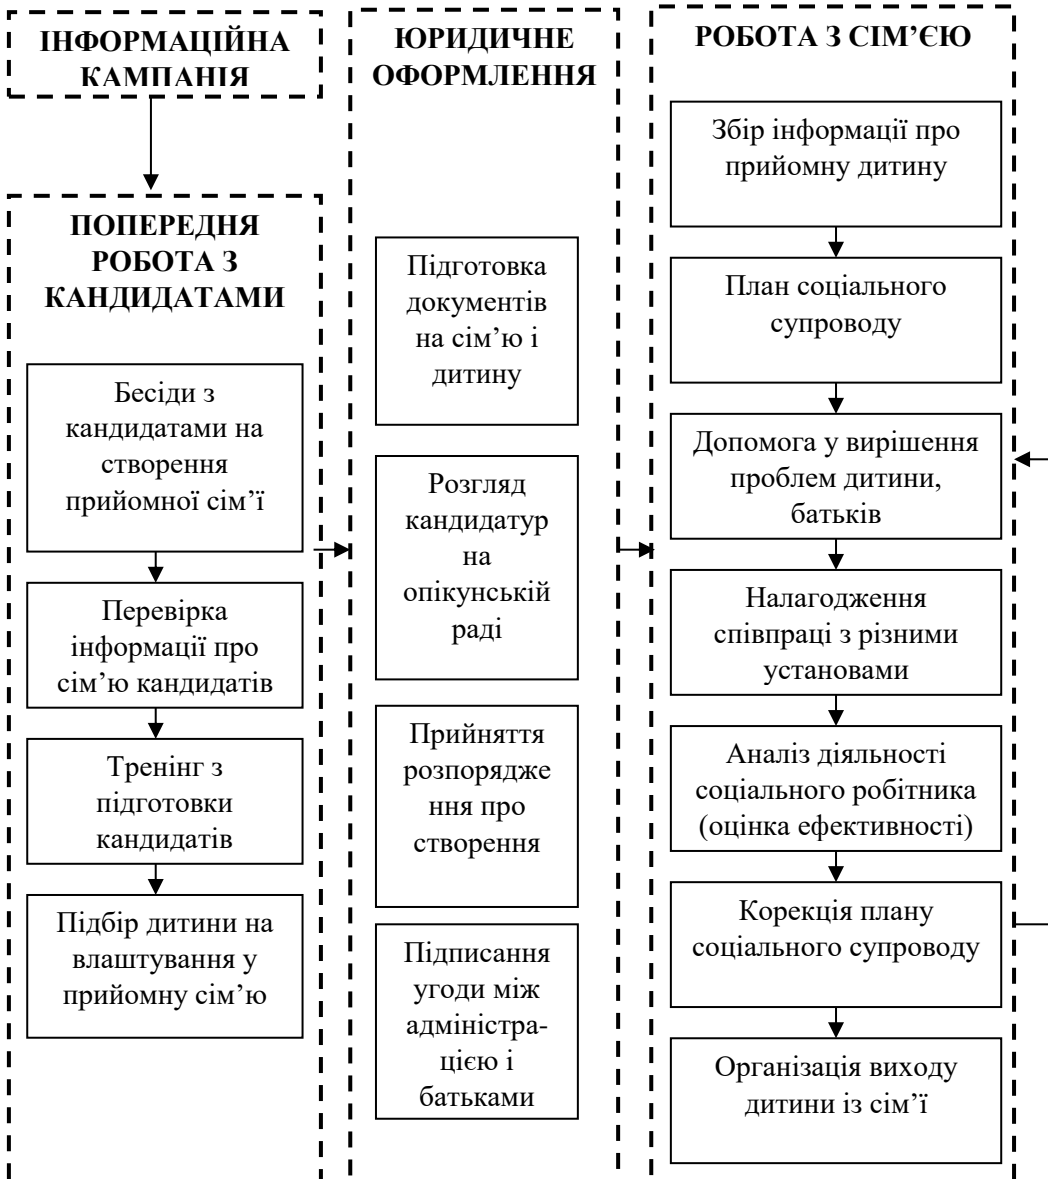 ІНФОРМАЦІЙНА
КАМПАНІЯ
ПОПЕРЕДНЯ
РОБОТА З
КАНДИДАТАМИ
Бесіди з
кандидатами на
створення
прийомної сім’ї
Перевірка
інформації про
сім’ю кандидатів
Тренінг з
підготовки
кандидатів
Підбір дитини на
влаштування у
прийомну сім’ю
ЮРИДИЧНЕ
ОФОРМЛЕННЯ
Підготовка
документів
на сім’ю і
дитину
Розгляд
кандидатур
на
опікунській
раді
Прийняття
розпорядже
ння про
створення
Підписання
угоди між
адміністра-
цією і
батьками
РОБОТА З СІМ’ЄЮ
Збір інформації про
прийомну дитину
План соціального
супроводу
Допомога у вирішення
проблем дитини,
батьків
Налагодження
співпраці з різними
установами
Аналіз діяльності
соціального робітника
(оцінка ефективності)
Корекція плану
соціального супроводу
Організація виходу
дитини із сім’ї